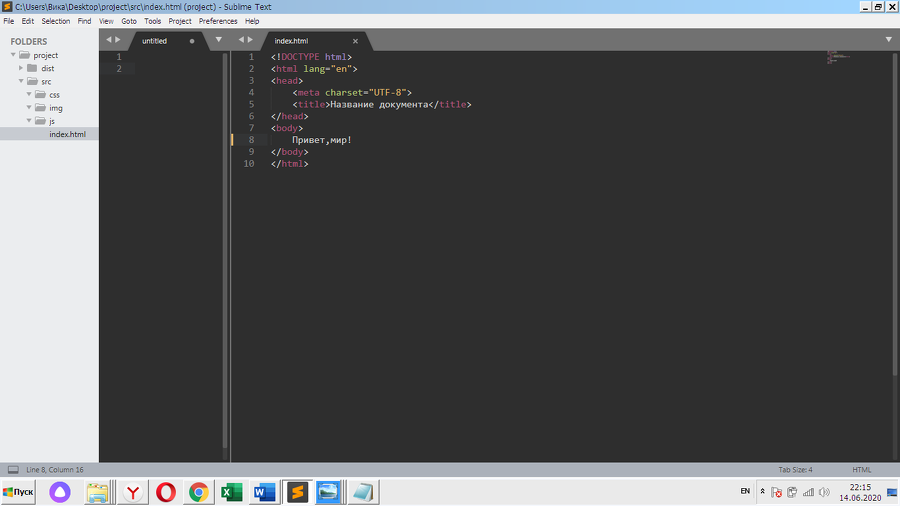 C:\Users\Вика\Desktop\project\src\index.html (project) - Sublime Text
File Edit Selection Find View Goto Tools Project Preferences Help
FOLDERS
project
dist
src
css
img
js
index.html
untitled
1
2
index.html
1 <!DOCTYPE html>
2 <html lang="en">
3 <head>
4 <meta charset="UTF-8">
5 <title>Название документа</title>
6 </head>
7 <body>
8 Привет,мир!
9 </body>
10 </html>
Line 8, Column 16
Tab Size: 4 HTML
Пуск
EN
22:15
14.06.2020